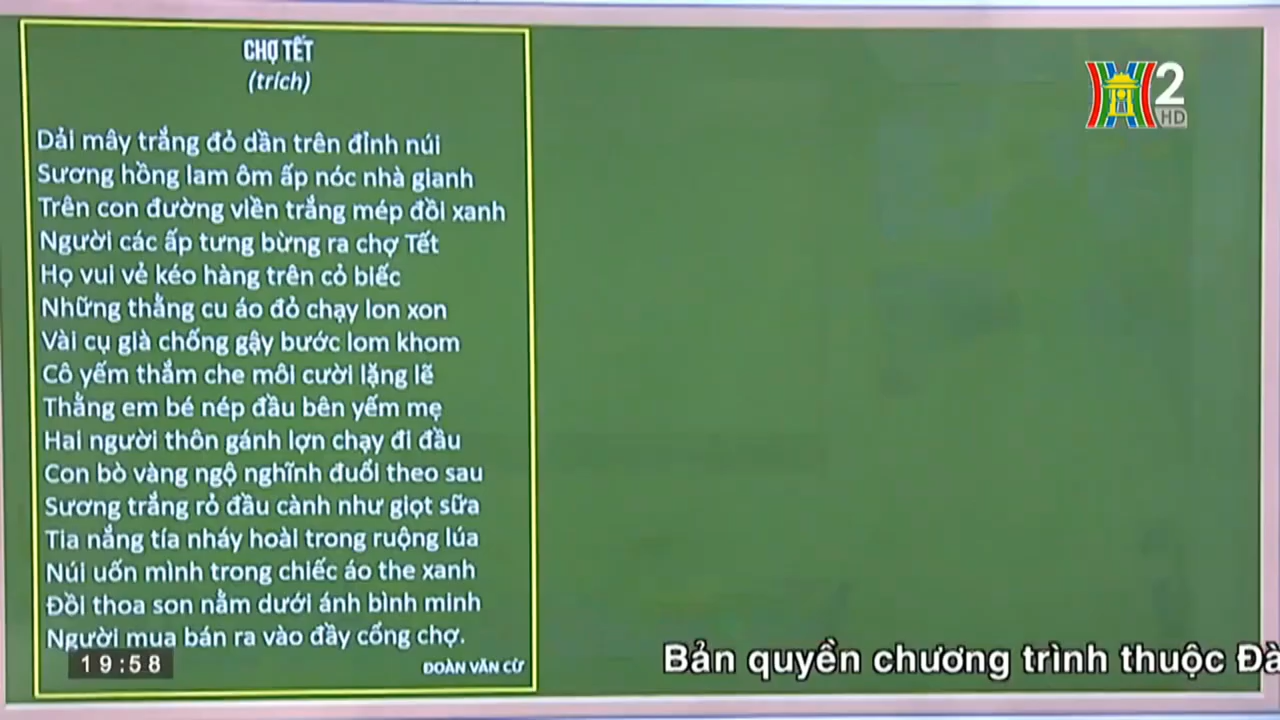 CHỢ TẾT
(trích)
Dải mây trắng đỏ dần trên đỉnh núi
Sương hồng lam ôm ấp nóc nhà gianh
Trên con đường viền trắng mép đồi xanh
Người các ấp tưng bừng ra chợ Tết
Họ vui vẻ kéo hàng trên cỏ biếc
Những thằng cu áo đỏ chạy lon xon
Vài cụ già chống gậy bước lom khom
Cô yếm thắm che môi cười lặng lẽ
Thằng em bé nép đầu bên yếm mẹ
Hai người thôn gánh lợn chạy đi đầu
Con bò vàng ngộ nghĩnh đuổi theo sau
Sương trắng rỏ đầu cành như giọt sữa
Tia nắng tía nháy hoài trong ruộng lúa
Núi uốn mình trong chiếc áo the xanh
Đồi thoa son nằm dưới ánh bình minh
Người mua bán ra vào đầy cổng chợ.
ĐOÀN VĂN CỪ
19:58
2
HD
Bản quyền chương trình thuộc Đà